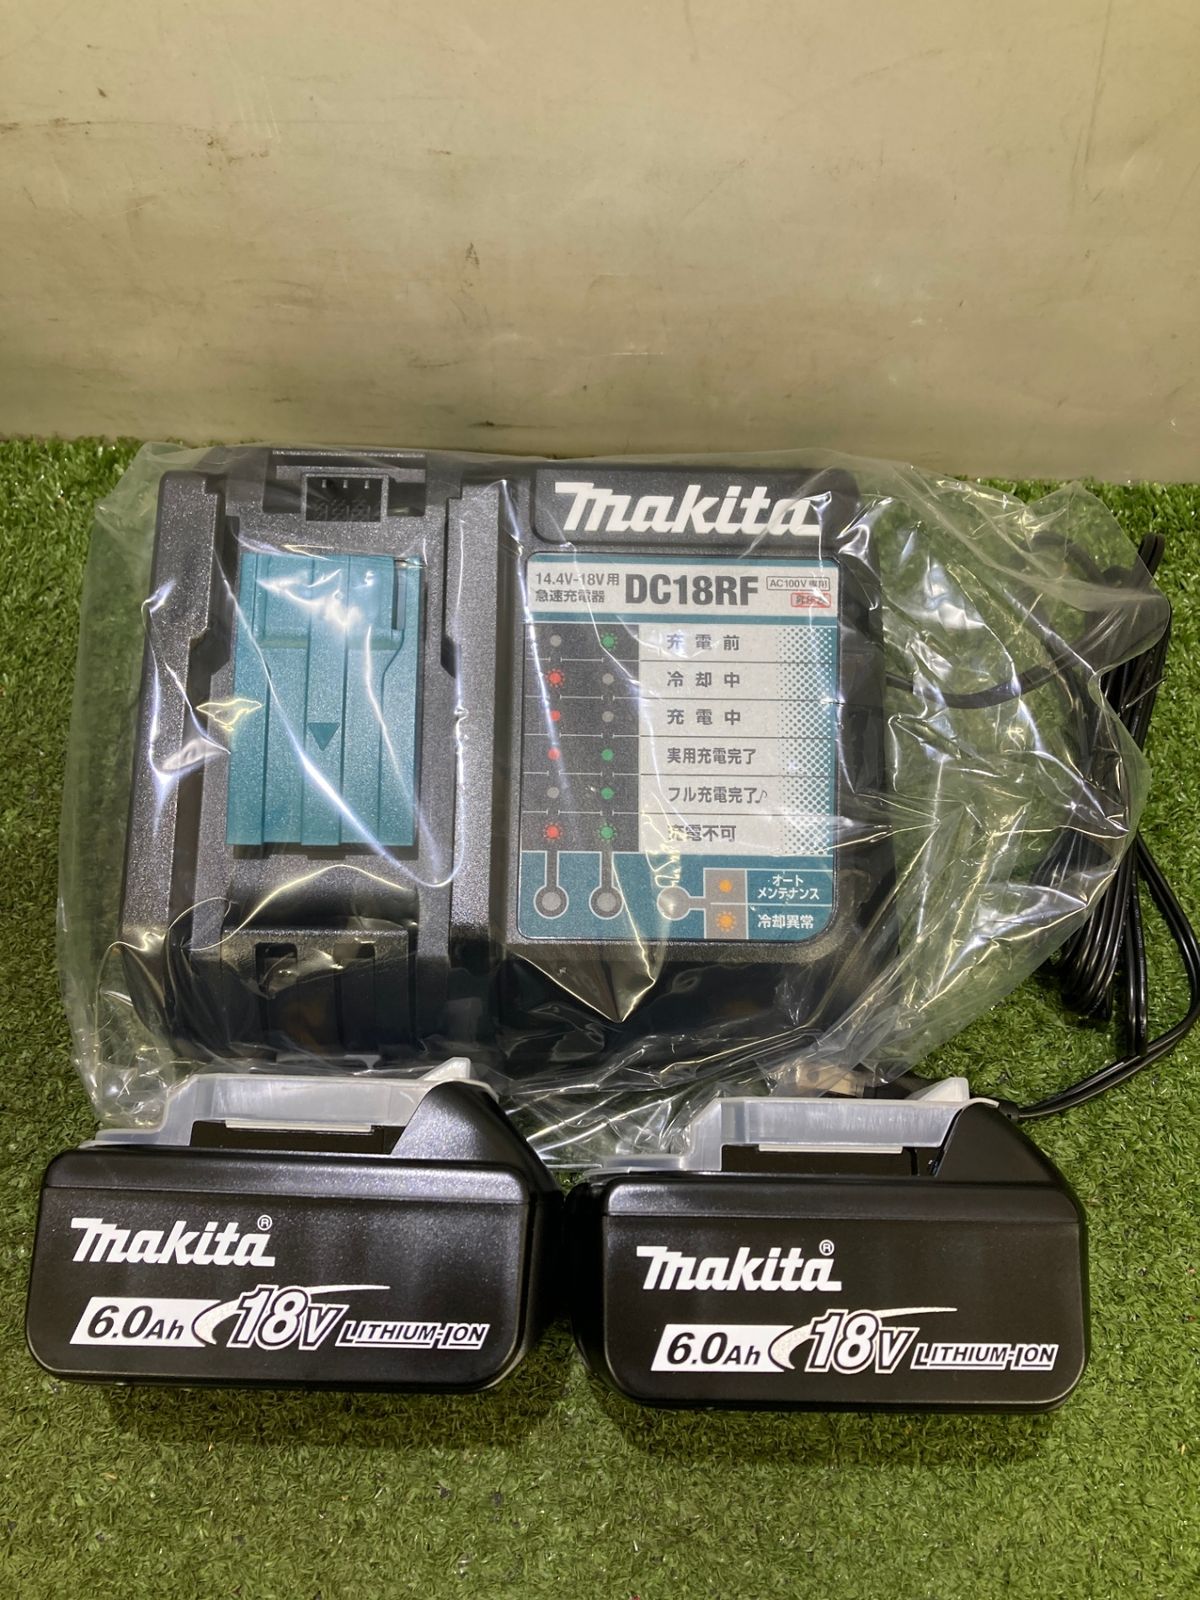 makita
14.4V-18V用
急速充電器
DC18RF
AC100V専用
充電前
冷却中
充電中
実用充電完了
フル充電完了♪
充電不可
オート
メンテナンス
冷却異常
makita®
6.0Ah 18V LITHIUM-ION
makita®
6.0Ah 18V LITHIUM-ION